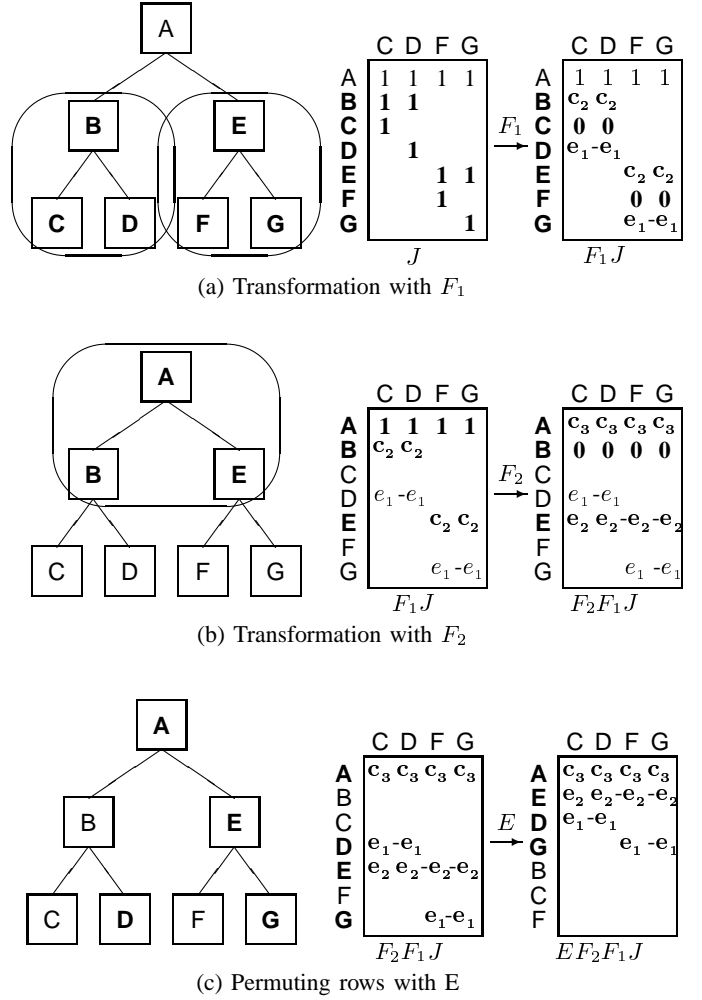 A
B E
C D F G
C D F G
A 1 1 1 1
B 1 1
C 1
D 1
E 1 1
F 1
G 1
J
F₁
C D F G
A 1 1 1 1
B c₂ c₂
C 0 0
D e₁ -e₁
E c₂ c₂
F 0 0
G e₁ -e₁
F₁J
(a) Transformation with F₁
A
B E
C D F G
C D F G
A 1 1 1 1
B c₂ c₂
C
D e₁ -e₁
E c₂ c₂
F
G e₁ -e₁
F₁J
F₂
C D F G
A c₃ c₃ c₃ c₃
B 0 0 0 0
C
D e₁ -e₁
E e₂ e₂ -e₂ -e₂
F
G e₁ -e₁
F₂F₁J
(b) Transformation with F₂
A
B E
C D F G
C D F G
A c₃ c₃ c₃ c₃
B
C
D e₁ -e₁
E e₂ e₂ -e₂ -e₂
F
G e₁ -e₁
F₂F₁J
E
C D F G
A c₃ c₃ c₃ c₃
E e₂ e₂ -e₂ -e₂
D e₁ -e₁
G e₁ -e₁
B
C
F
EF₂F₁J
(c) Permuting rows with E